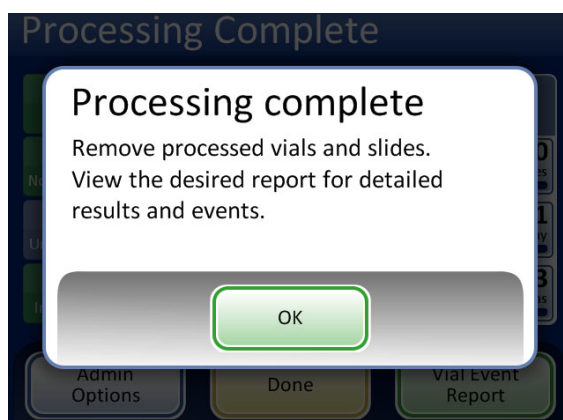 Processing Complete
Processing complete
Remove processed vials and slides.
View the desired report for detailed
results and events.
OK
Admin
Options
Done
Vial Event
Report